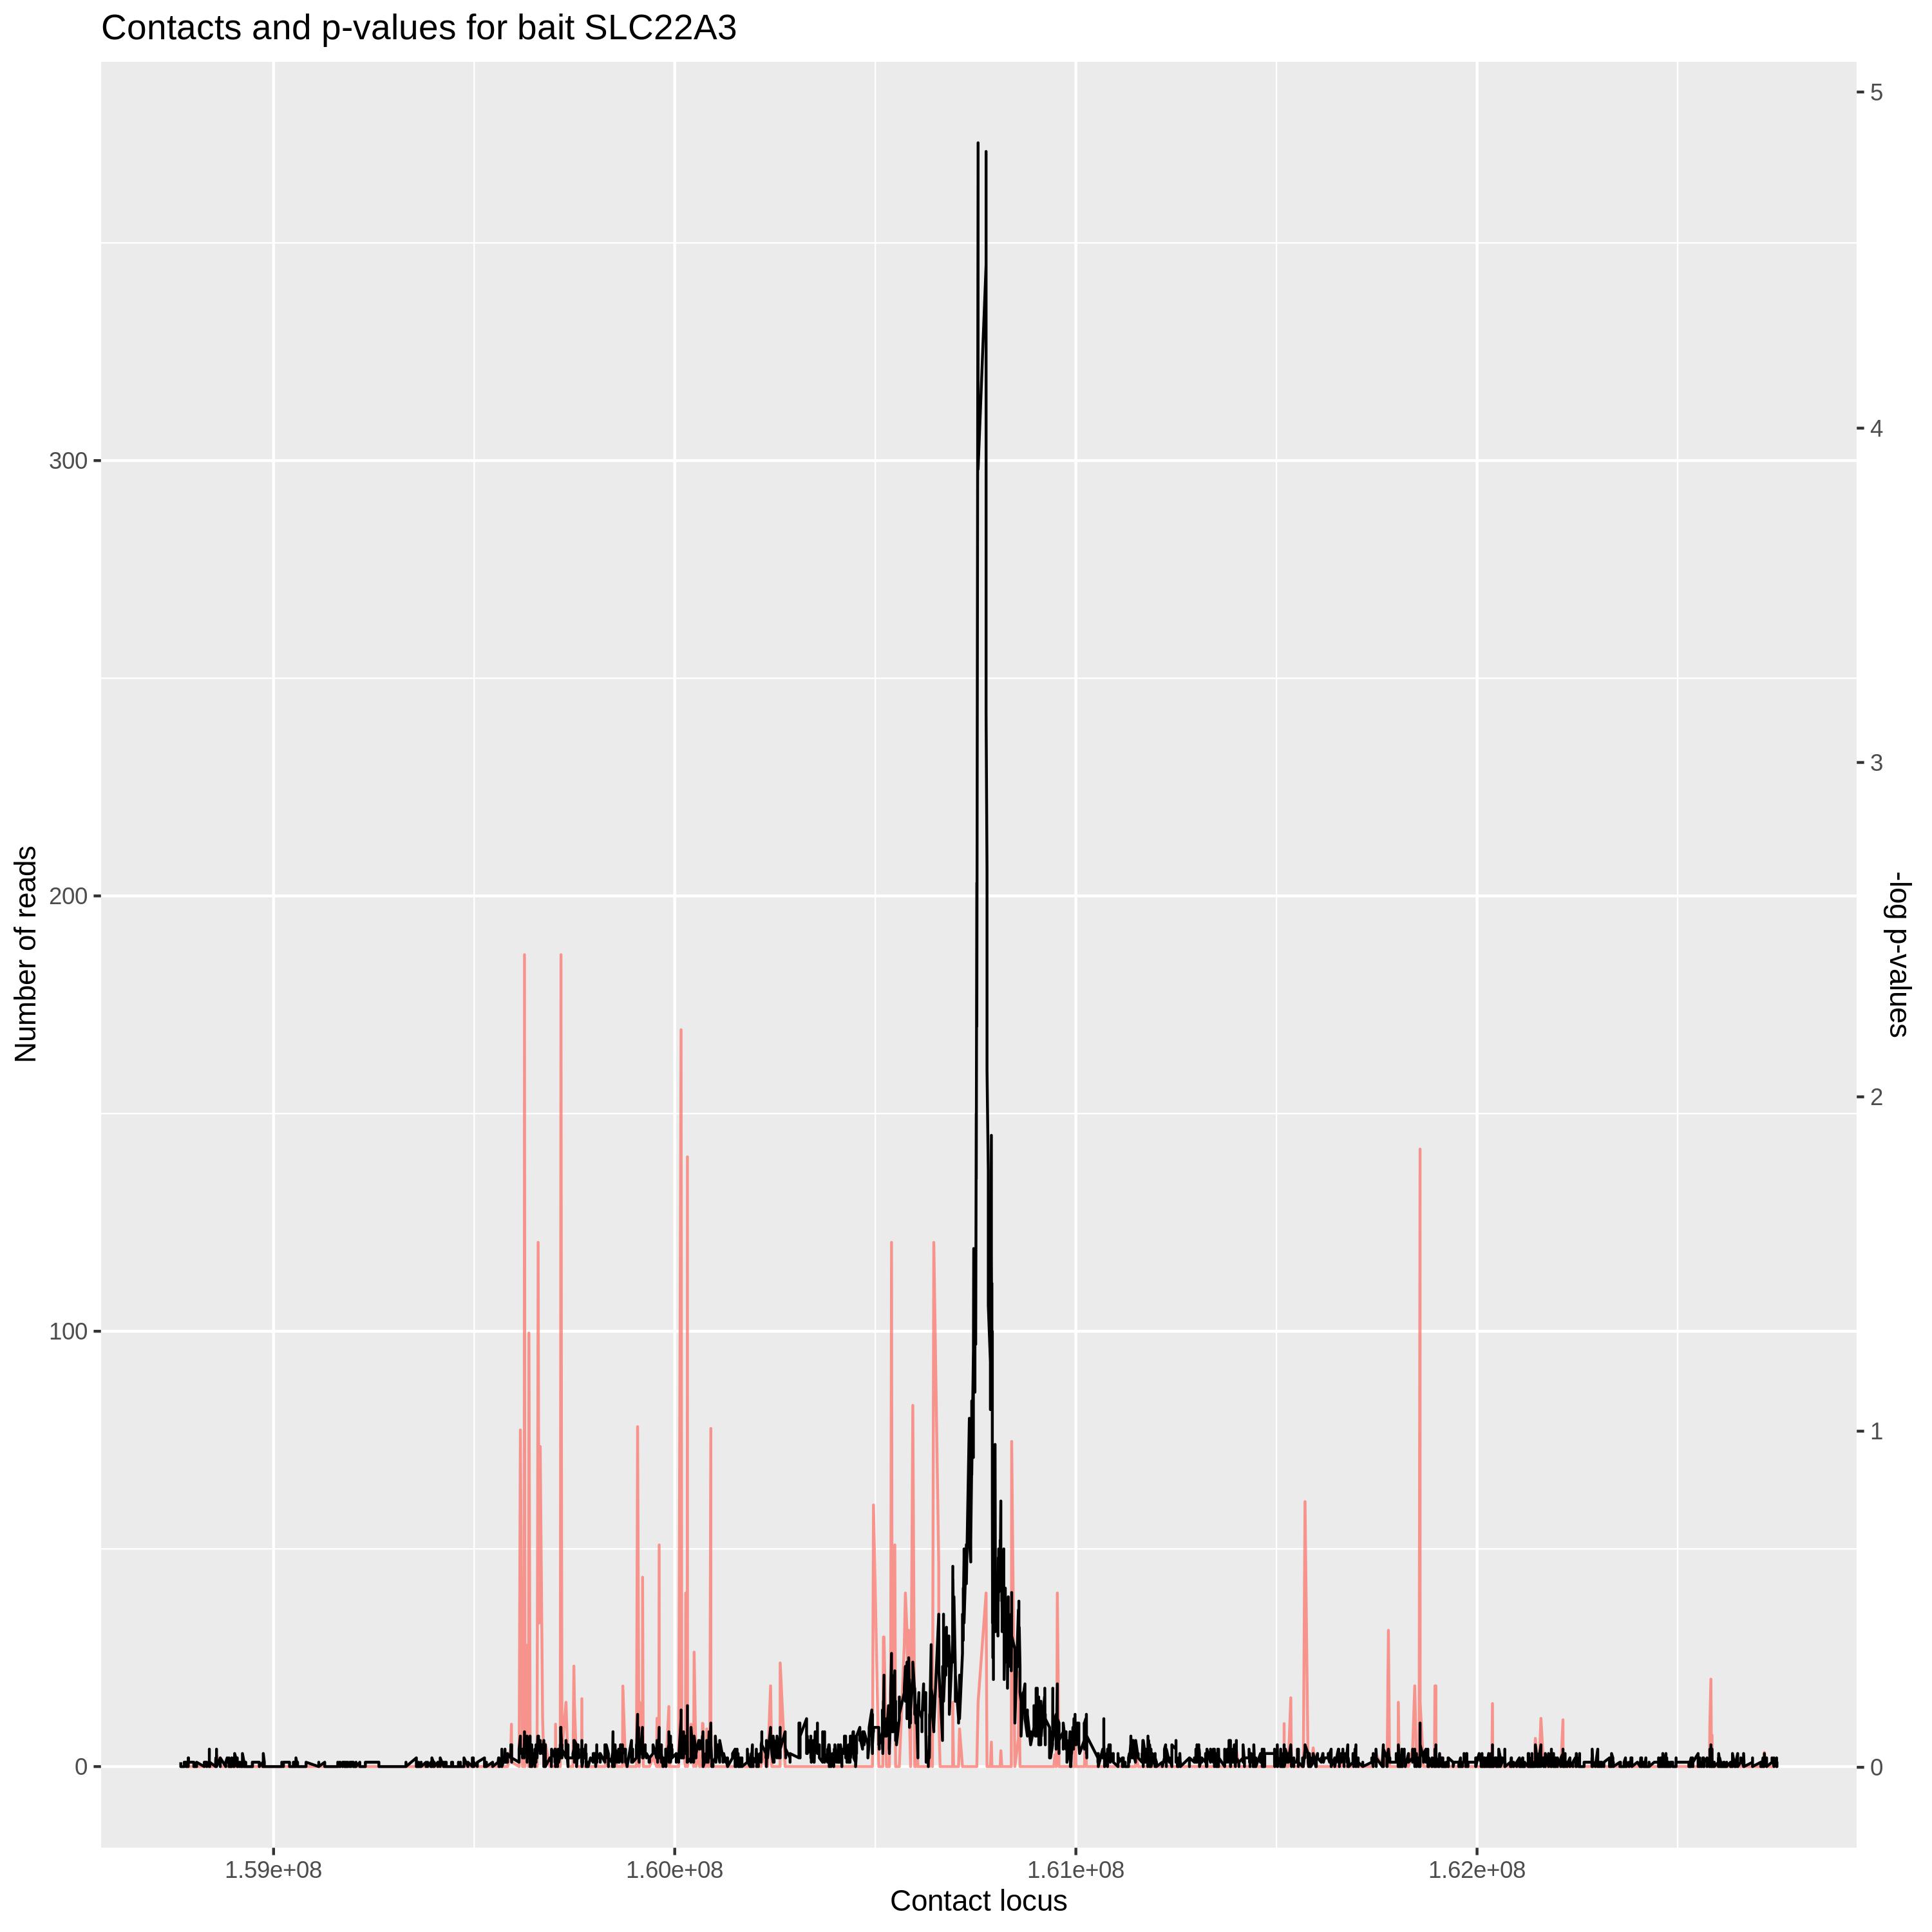 Contacts and p-values for bait SLC22A3
5
4
3
2
1
0
-log p-values
300
200
100
0
Number of reads
1.59e+08
1.60e+08
1.61e+08
1.62e+08
Contact locus